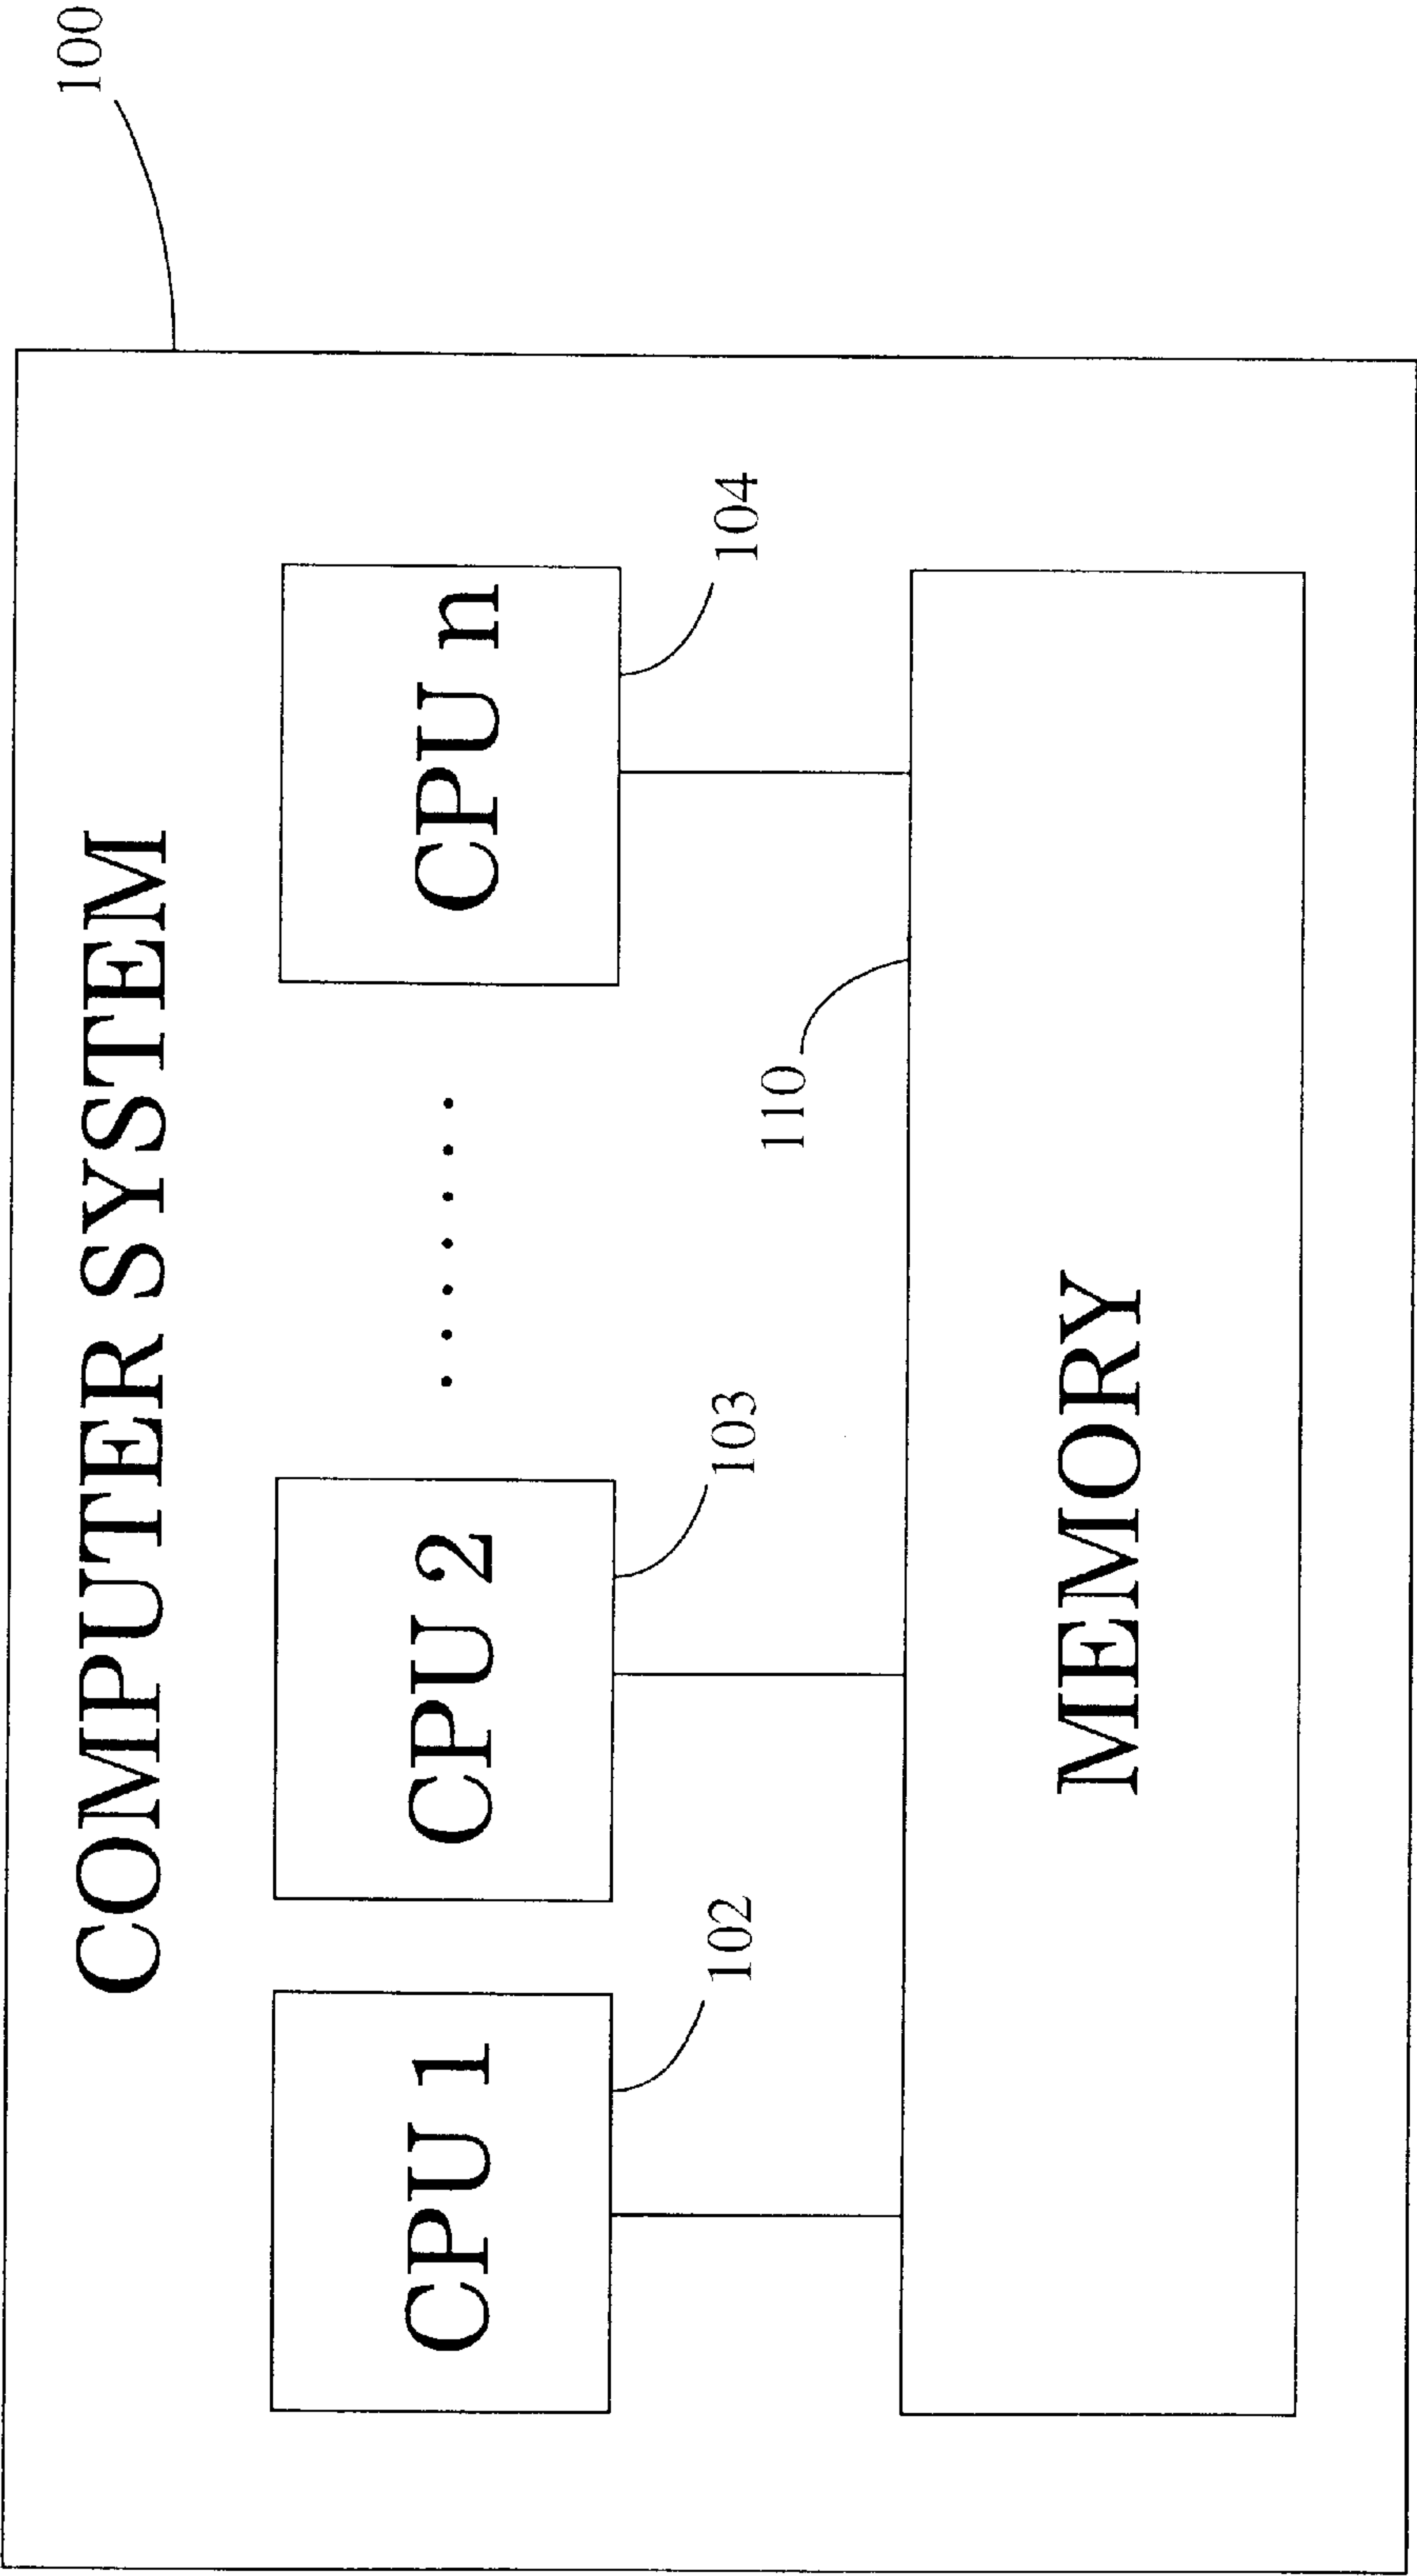 100
COMPUTER SYSTEM
CPU 1
CPU 2
CPU n
102
103
104
110
MEMORY